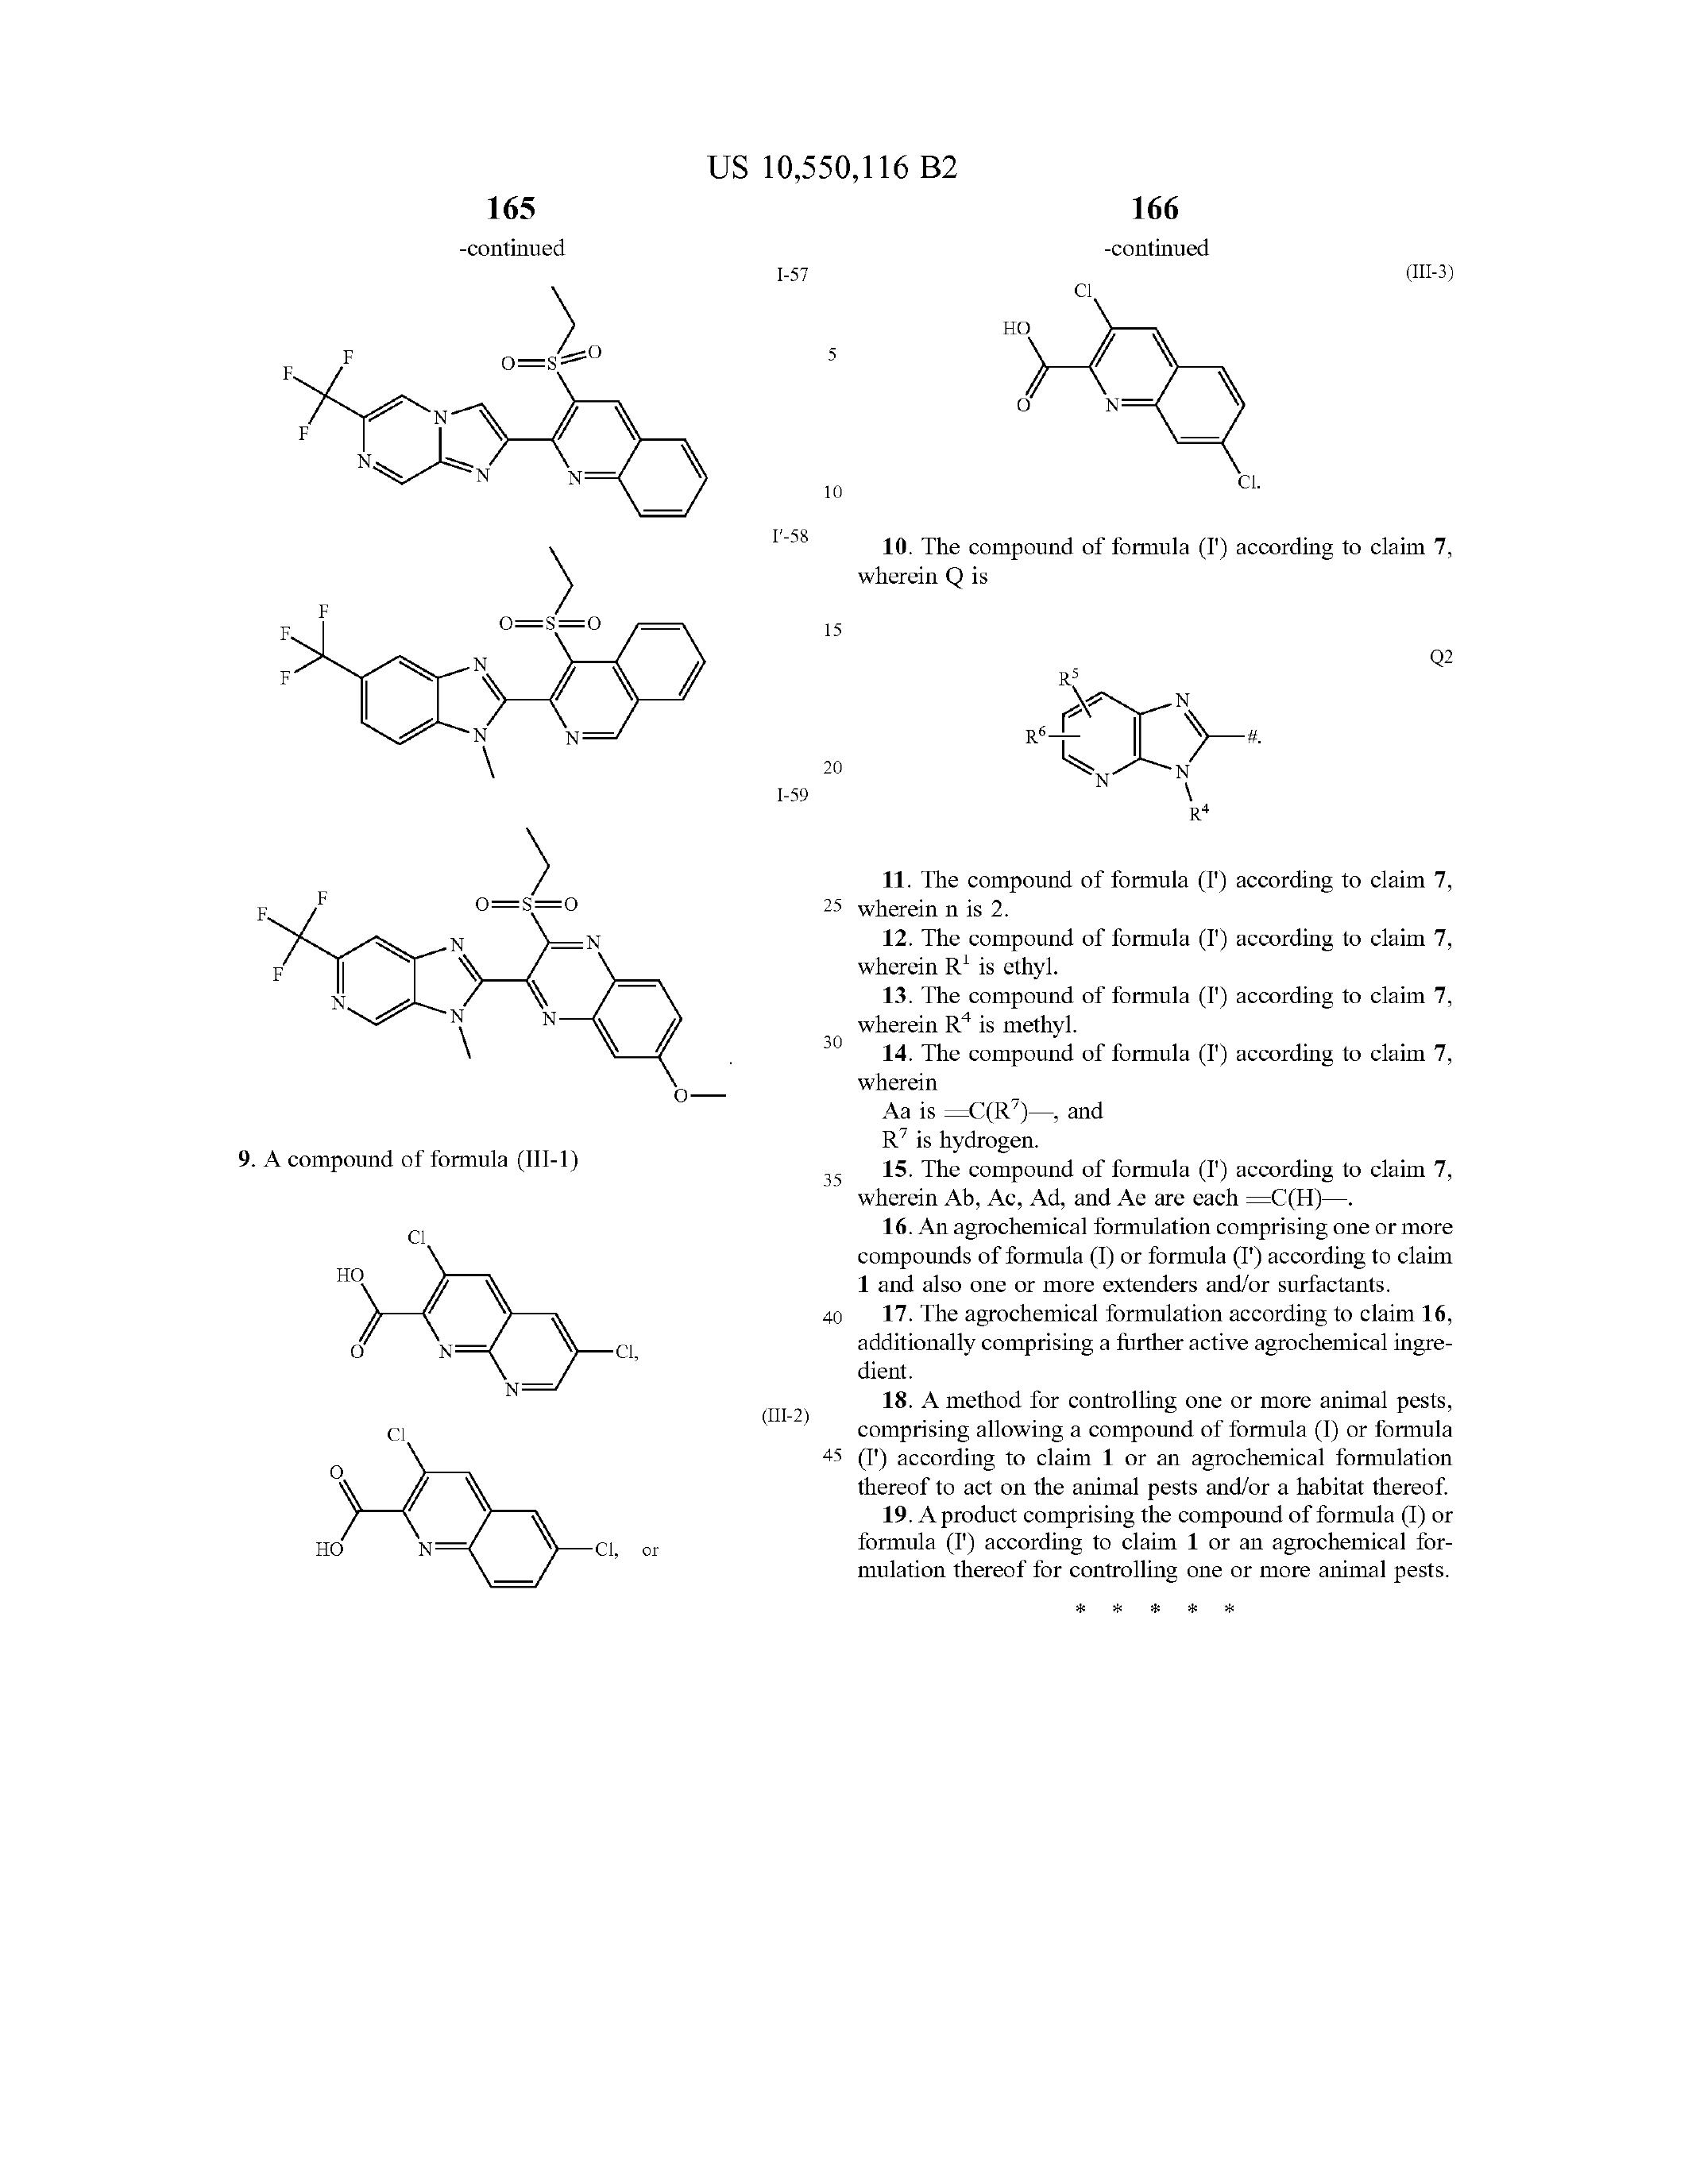 US 10,550,116 B2
165
-continued
I-57
F
F
F
O
S
O
N
N
N
N
I'-58
F
F
F
O
S
O
N
N
N
I-59
F
F
F
O
S
O
N
N
N
N
N
O
.
9. A compound of formula (III-1)
Cl
HO
O
N
N
Cl,
(III-2)
Cl
O
HO
N
Cl, or
5
10
15
20
25
30
35
40
45
166
-continued
(III-3)
Cl
HO
O
N
Cl.
10. The compound of formula (I') according to claim 7,
wherein Q is
Q2
R5
N
R6
#.
N
N
R4
11. The compound of formula (I') according to claim 7,
wherein n is 2.
12. The compound of formula (I') according to claim 7,
wherein R1 is ethyl.
13. The compound of formula (I') according to claim 7,
wherein R4 is methyl.
14. The compound of formula (I') according to claim 7,
wherein
Aa is =C(R7)—, and
R7 is hydrogen.
15. The compound of formula (I') according to claim 7,
wherein Ab, Ac, Ad, and Ae are each =C(H)—.
16. An agrochemical formulation comprising one or more
compounds of formula (I) or formula (I') according to claim
1 and also one or more extenders and/or surfactants.
17. The agrochemical formulation according to claim 16,
additionally comprising a further active agrochemical ingre-
dient.
18. A method for controlling one or more animal pests,
comprising allowing a compound of formula (I) or formula
(I') according to claim 1 or an agrochemical formulation
thereof to act on the animal pests and/or a habitat thereof.
19. A product comprising the compound of formula (I) or
formula (I') according to claim 1 or an agrochemical for-
mulation thereof for controlling one or more animal pests.
* * * * *